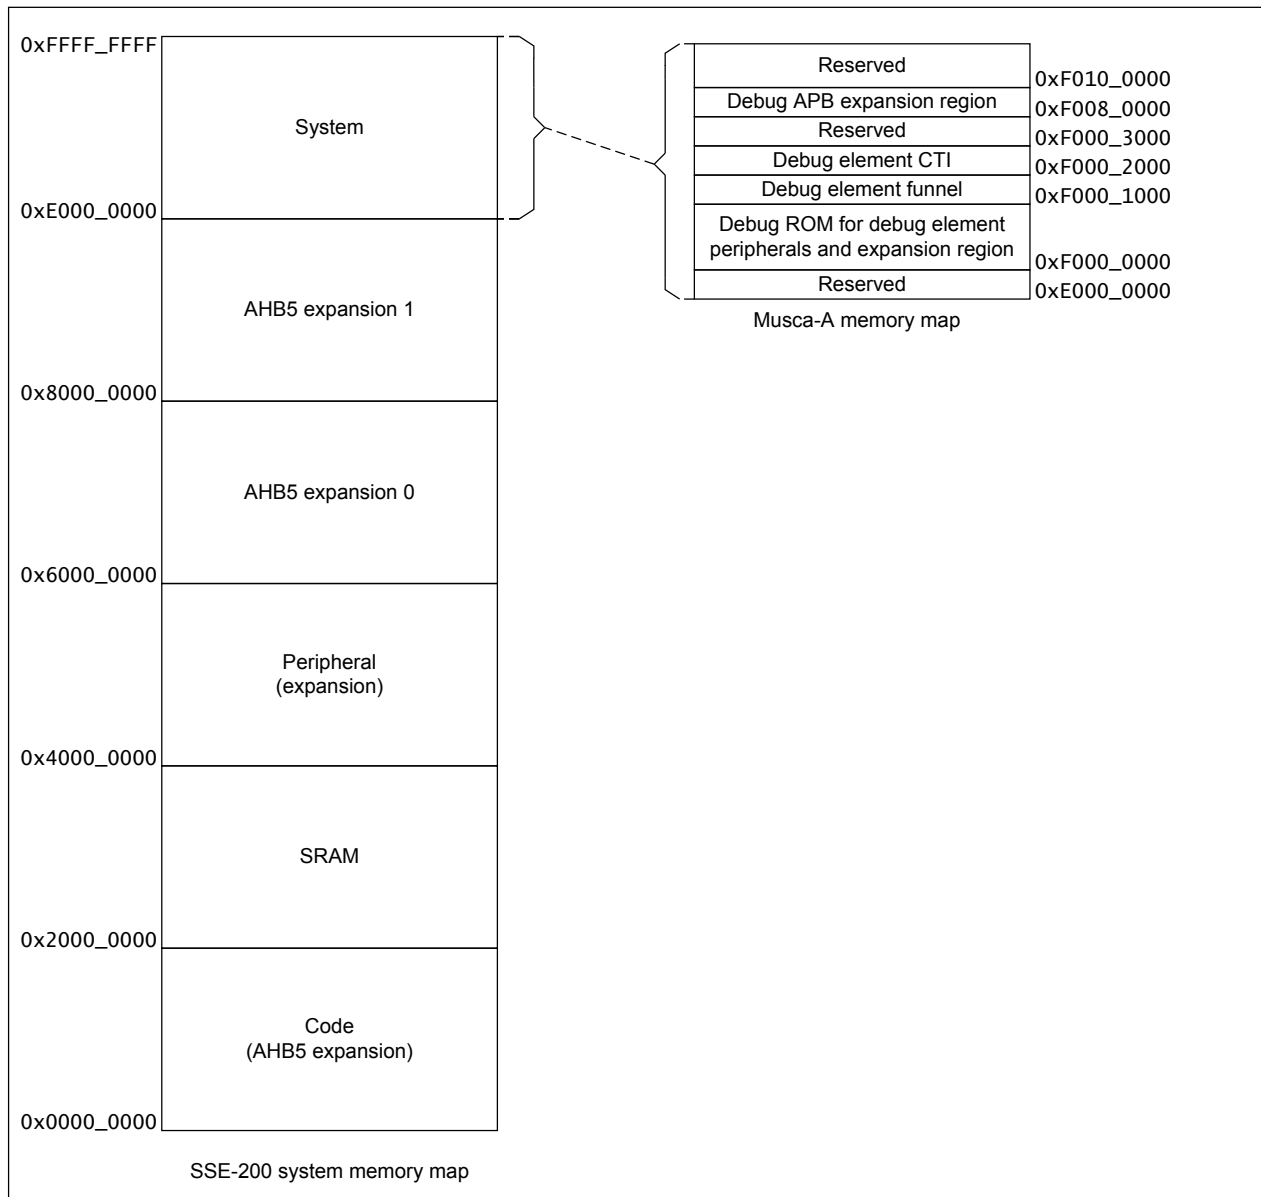 0xFFFF_FFFF
System
0xE000_0000
AHB5 expansion 1
0x8000_0000
AHB5 expansion 0
0x6000_0000
Peripheral
(expansion)
0x4000_0000
SRAM
0x2000_0000
Code
(AHB5 expansion)
0x0000_0000
SSE-200 system memory map
Reserved
0xF010_0000
Debug APB expansion region
0xF008_0000
Reserved
0xF000_3000
Debug element CTI
0xF000_2000
Debug element funnel
0xF000_1000
Debug ROM for debug element
peripherals and expansion region
0xF000_0000
Reserved
0xE000_0000
Musca-A memory map